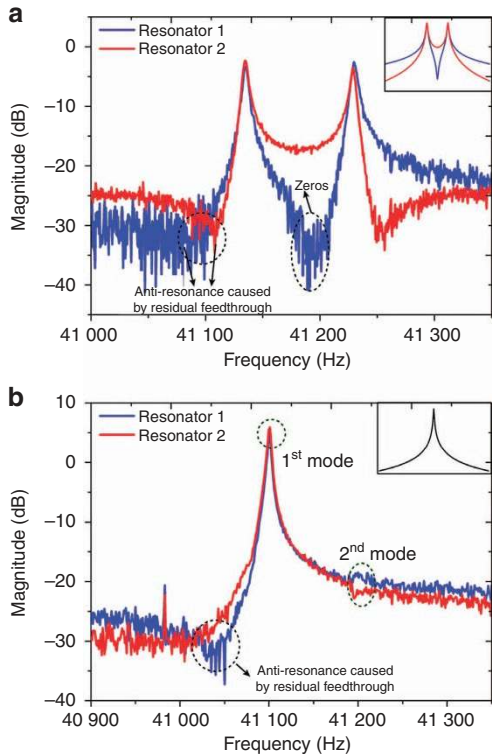 a
Resonator 1
Resonator 2
0
−10
−20
−30
−40
Magnitude (dB)
Zeros
Anti-resonance caused
by residual feedthrough
41 000
41 100
41 200
41 350
Frequency (Hz)
b
Resonator 1
Resonator 2
10
0
−10
−20
−30
−40
Magnitude (dB)
1st mode
2nd mode
Anti-resonance caused
by residual feedthrough
40 900
41 000
41 100
41 200
41 350
Frequency (Hz)